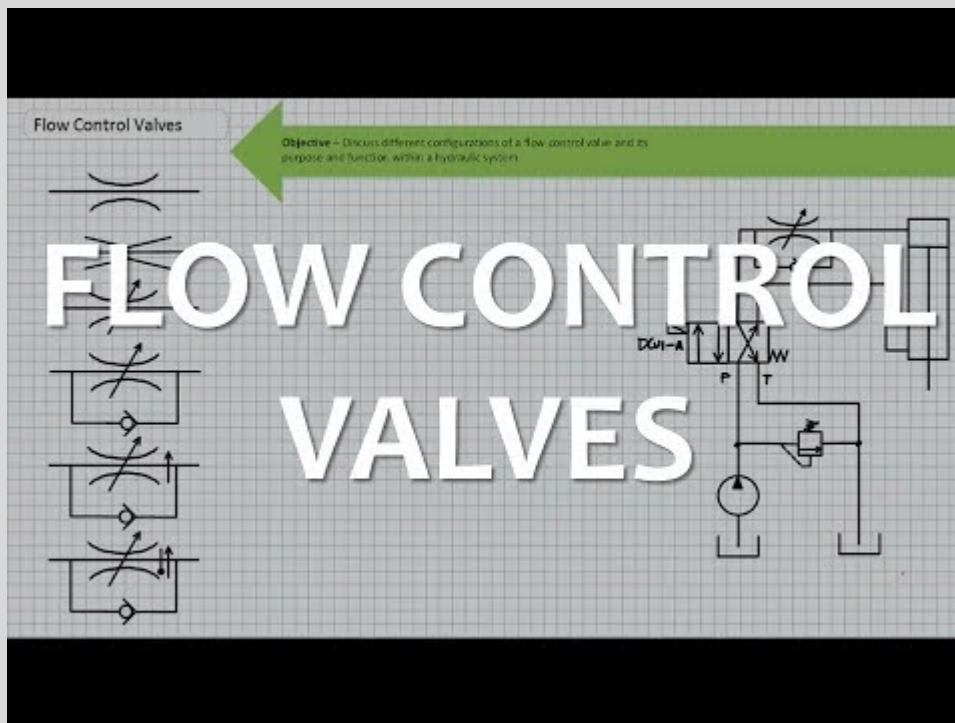 Flow Control Valves
Objective – Discuss different configurations of a flow control valve and its
purpose and function within a hydraulic system
FLOW CONTROL
VALVES
DCV1-A
P T